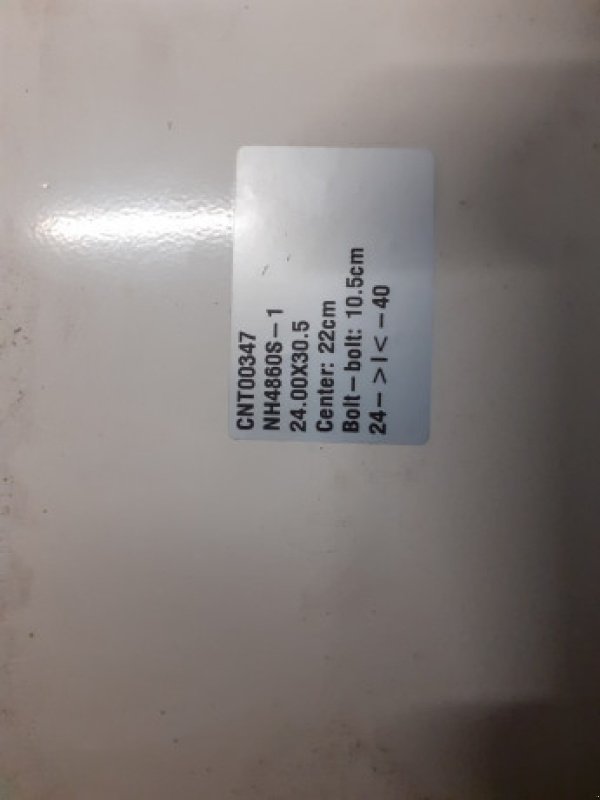 CNT00347
NH4860S-1
24.00X30.5
Center: 22cm
Bolt-bolt: 10.5cm
24->|<-40